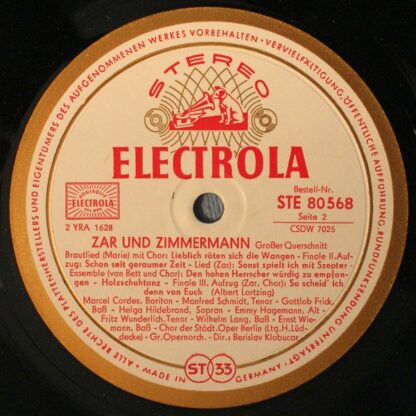 ALLE RECHTE DES PLATTENHERSTELLERS UND EIGENTÜMERS DES AUFGENOMMENEN WERKES VORBEHALTEN · VERVIELFÄLTIGUNG, ÖFFENTLICHE AUFFÜHRUNG, RUNDFUNKSENDUNG UNTERSAGT
STEREO
ELECTROLA
ELECTROLA
Bestell-Nr.
STE 80 568
2 YRA 1628
Seite 2
CSDW 7025
ZAR UND ZIMMERMANN Großer Querschnitt
Brautlied (Marie) mit Chor: Lieblich röten sich die Wangen - Finale II. Auf-
zug: Schon seit geraumer Zeit - Lied (Zar): Sonst spielt ich mit Szepter -
Ensemble (van Bett und Chor): Den hohen Herrscher würdig zu empfan-
gen - Holzschuhtanz - Finale III. Aufzug (Zar, Chor): So scheid' ich
denn von Euch (Albert Lortzing)
Marcel Cordes, Bariton - Manfred Schmidt, Tenor - Gottlob Frick,
Baß - Helga Hildebrand, Sopran - Emmy Hagemann, Alt -
Fritz Wunderlich, Tenor - Wilhelm Lang, Baß - Ernst Wie-
mann, Baß - Chor der Städt. Oper Berlin (Ltg. H. Lüd-
decke) - Gr. Opernorch. - Dir.: Berislav Klobucar
ST 33
MADE IN GERMANY